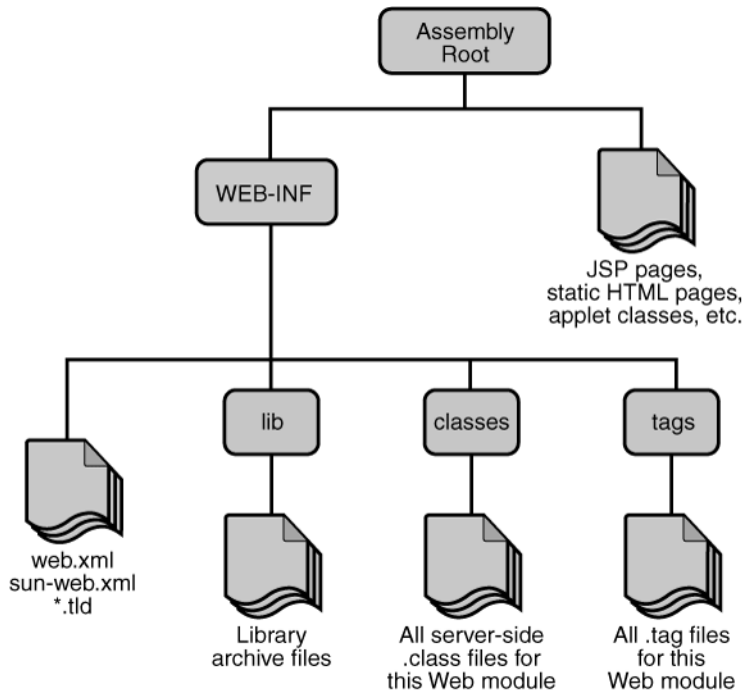 Assembly
Root
WEB-INF
JSP pages,
static HTML pages,
applet classes, etc.
lib
classes
tags
web.xml
sun-web.xml
*.tld
Library
archive files
All server-side
.class files for
this Web module
All .tag files
for this
Web module